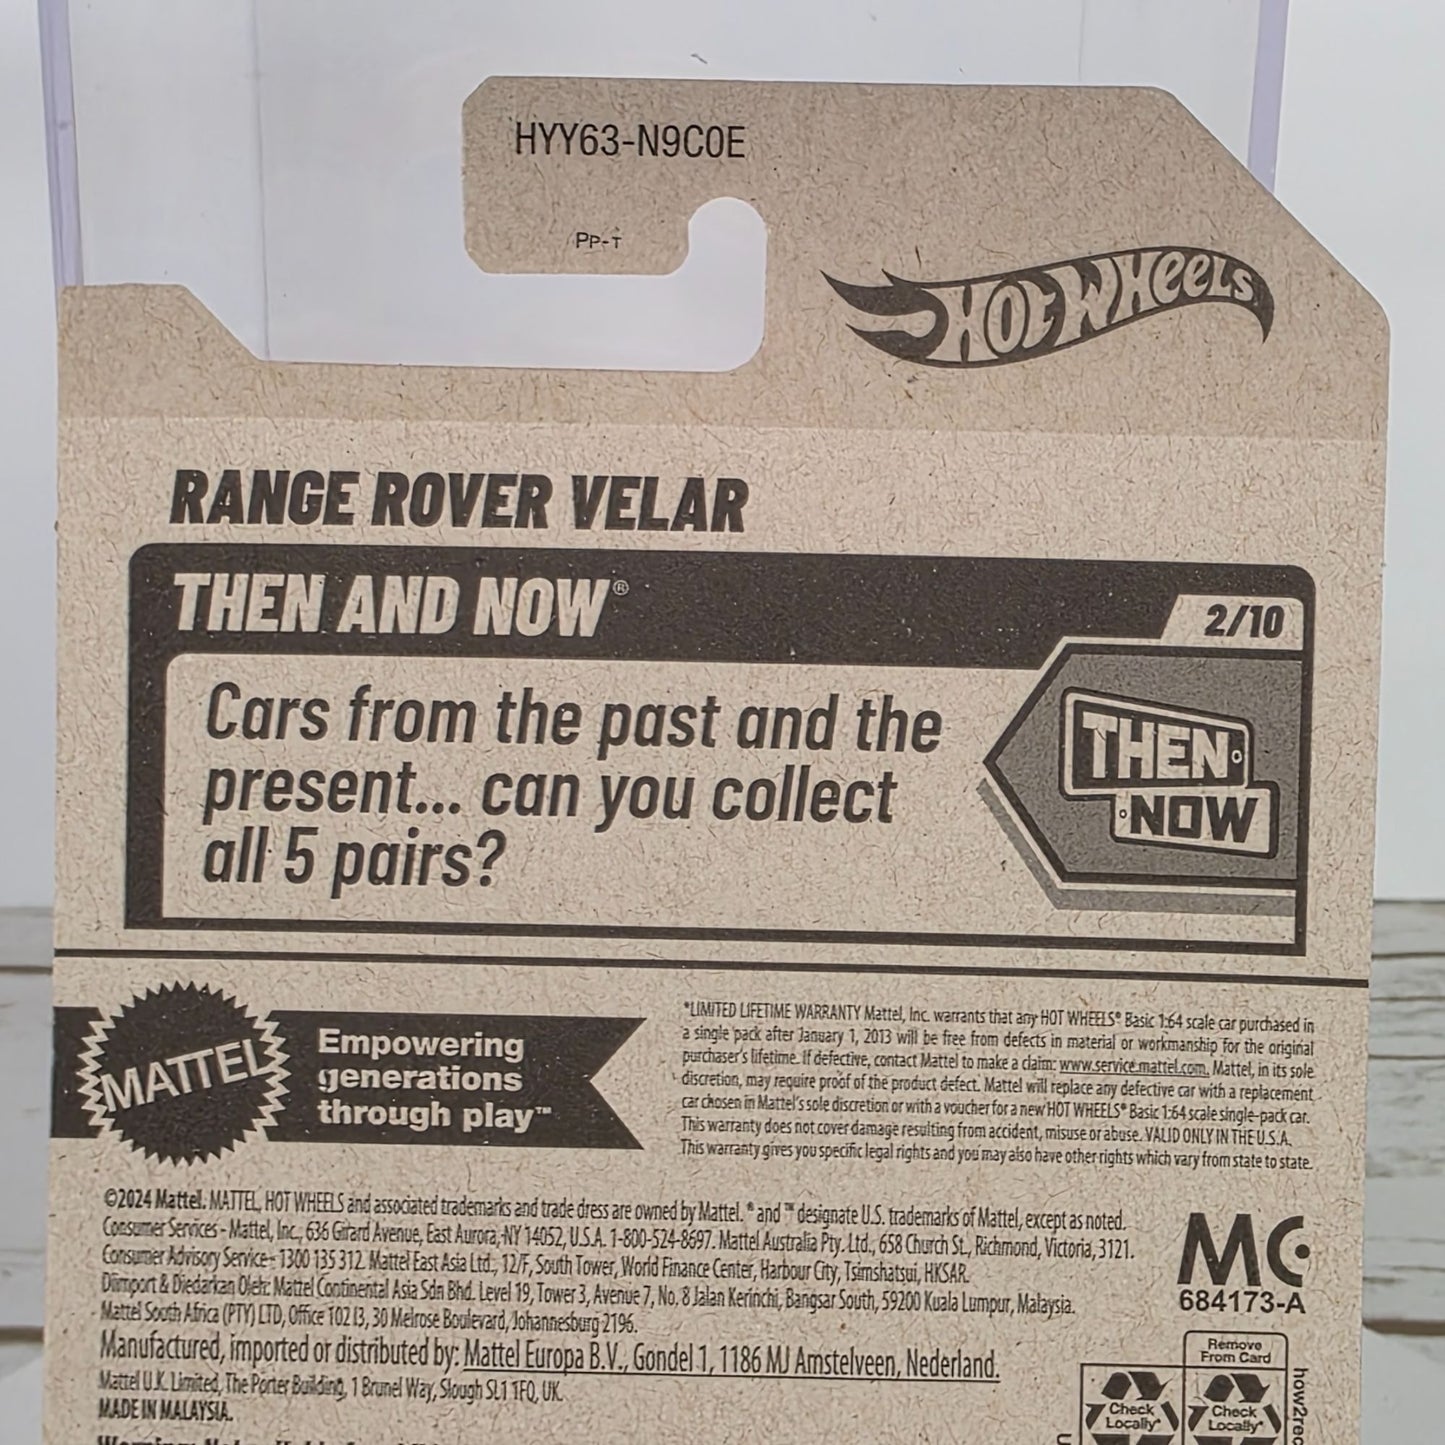 HYY63-N9C0E
PP-T
HOT WHEELS
RANGE ROVER VELAR
THEN AND NOW®
2/10
Cars from the past and the
present... can you collect
all 5 pairs?
THEN
NOW
MATTEL
Empowering
generations
through play™
*LIMITED LIFETIME WARRANTY Mattel, Inc. warrants that any HOT WHEELS® Basic 1:64 scale car purchased in
a single pack after January 1, 2013 will be free from defects in material or workmanship for the original
purchaser's lifetime. If defective, contact Mattel to make a claim: www.service.mattel.com. Mattel, in its sole
discretion, may require proof of the product defect. Mattel will replace any defective car with a replacement
car chosen in Mattel's sole discretion or with a voucher for a new HOT WHEELS® Basic 1:64 scale single-pack car.
This warranty does not cover damage resulting from accident, misuse or abuse. VALID ONLY IN THE U.S.A.
This warranty gives you specific legal rights and you may also have other rights which vary from state to state.
©2024 Mattel. MATTEL, HOT WHEELS and associated trademarks and trade dress are owned by Mattel. ® and ™ designate U.S. trademarks of Mattel, except as noted.
Consumer Services - Mattel, Inc., 636 Girard Avenue, East Aurora, NY 14052, U.S.A. 1-800-524-8697. Mattel Australia Pty. Ltd., 658 Church St., Richmond, Victoria, 3121.
Consumer Advisory Service - 1300 135 312. Mattel East Asia Ltd., 12/F, South Tower, World Finance Center, Harbour City, Tsimshatsui, HKSAR.
Diimport & Diedarkan Oleh: Mattel Continental Asia Sdn Bhd. Level 19, Tower 3, Avenue 7, No. 8 Jalan Kerinchi, Bangsar South, 59200 Kuala Lumpur, Malaysia.
Mattel South Africa (PTY) LTD, Office 102 I3, 30 Melrose Boulevard, Johannesburg 2196.
Manufactured, imported or distributed by: Mattel Europa B.V., Gondel 1, 1186 MJ Amstelveen, Nederland.
Mattel U.K. Limited, The Porter Building, 1 Brunel Way, Slough SL1 1FQ, UK.
MADE IN MALAYSIA.
MC
684173-A
Remove
From Card
Check
Locally*
Check
Locally*